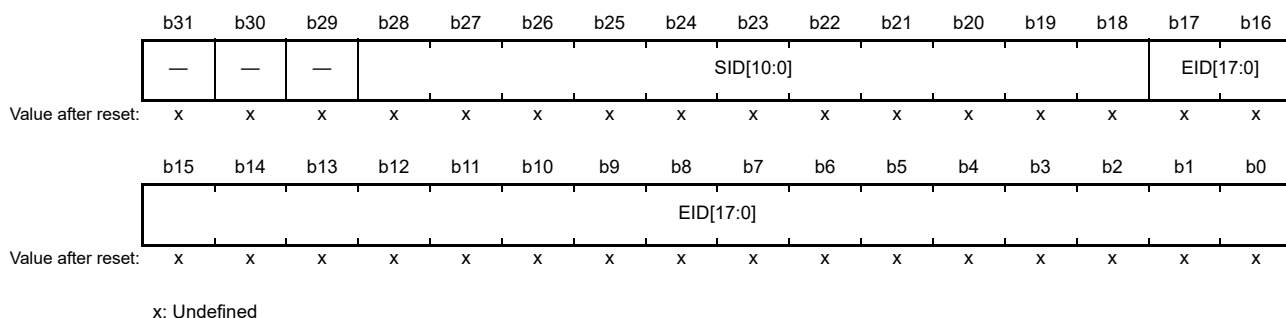 b31 b30 b29 b28 b27 b26 b25 b24 b23 b22 b21 b20 b19 b18 b17 b16
— — — SID[10:0] EID[17:0]
Value after reset: x x x x x x x x x x x x x x x x
b15 b14 b13 b12 b11 b10 b9 b8 b7 b6 b5 b4 b3 b2 b1 b0
EID[17:0]
Value after reset: x x x x x x x x x x x x x x x x
x: Undefined